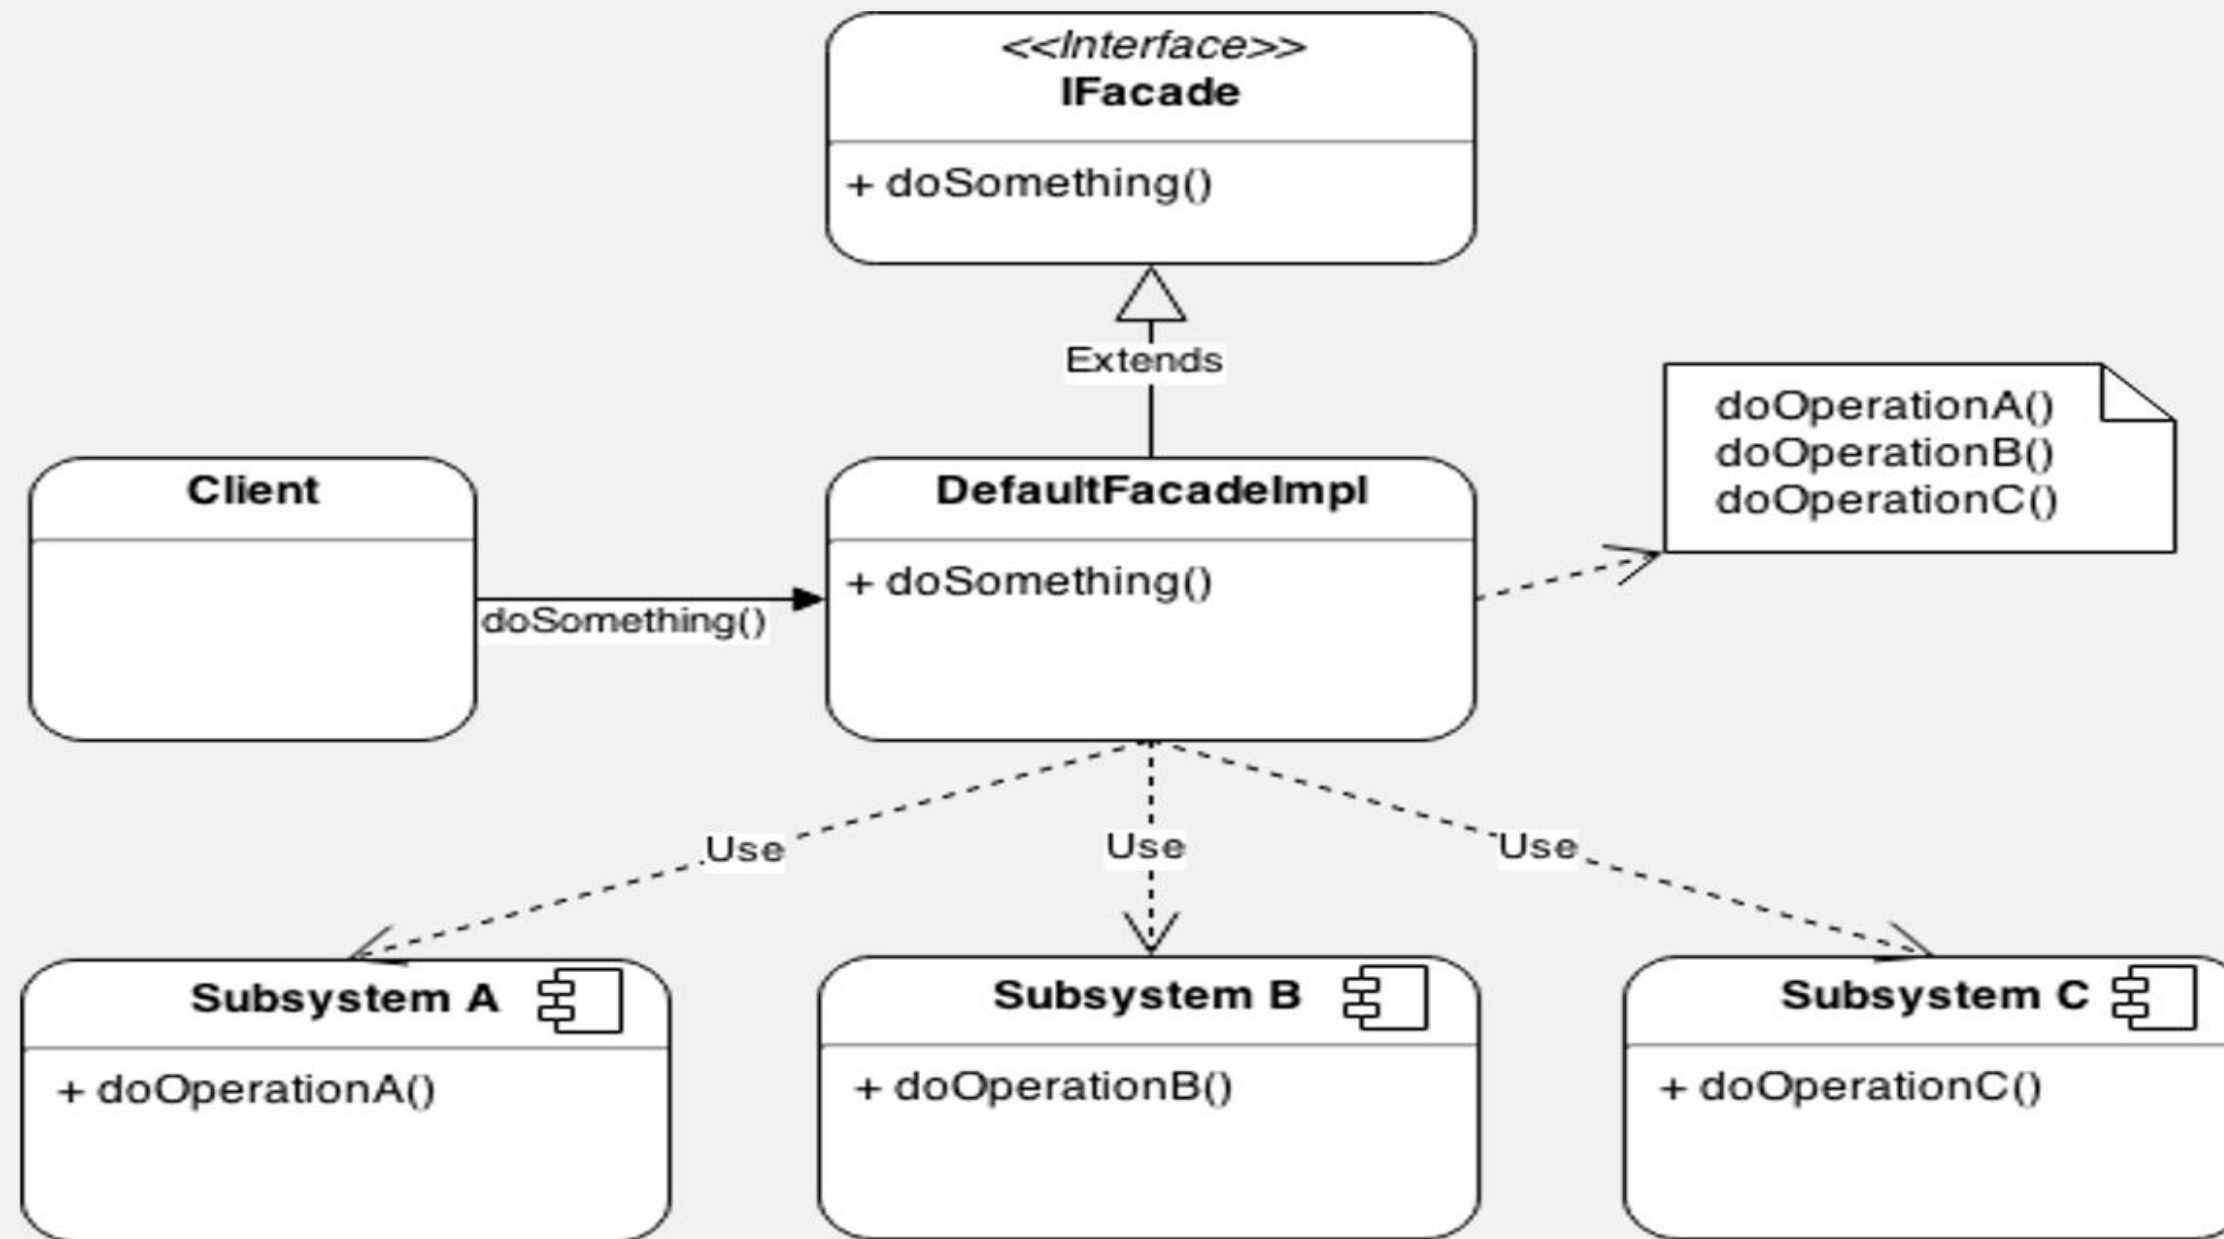 <<Interface>>
IFacade
+ doSomething()
Extends
doOperationA()
doOperationB()
doOperationC()
Client
doSomething()
DefaultFacadeImpl
+ doSomething()
Use
Use
Use
Subsystem A
+ doOperationA()
Subsystem B
+ doOperationB()
Subsystem C
+ doOperationC()